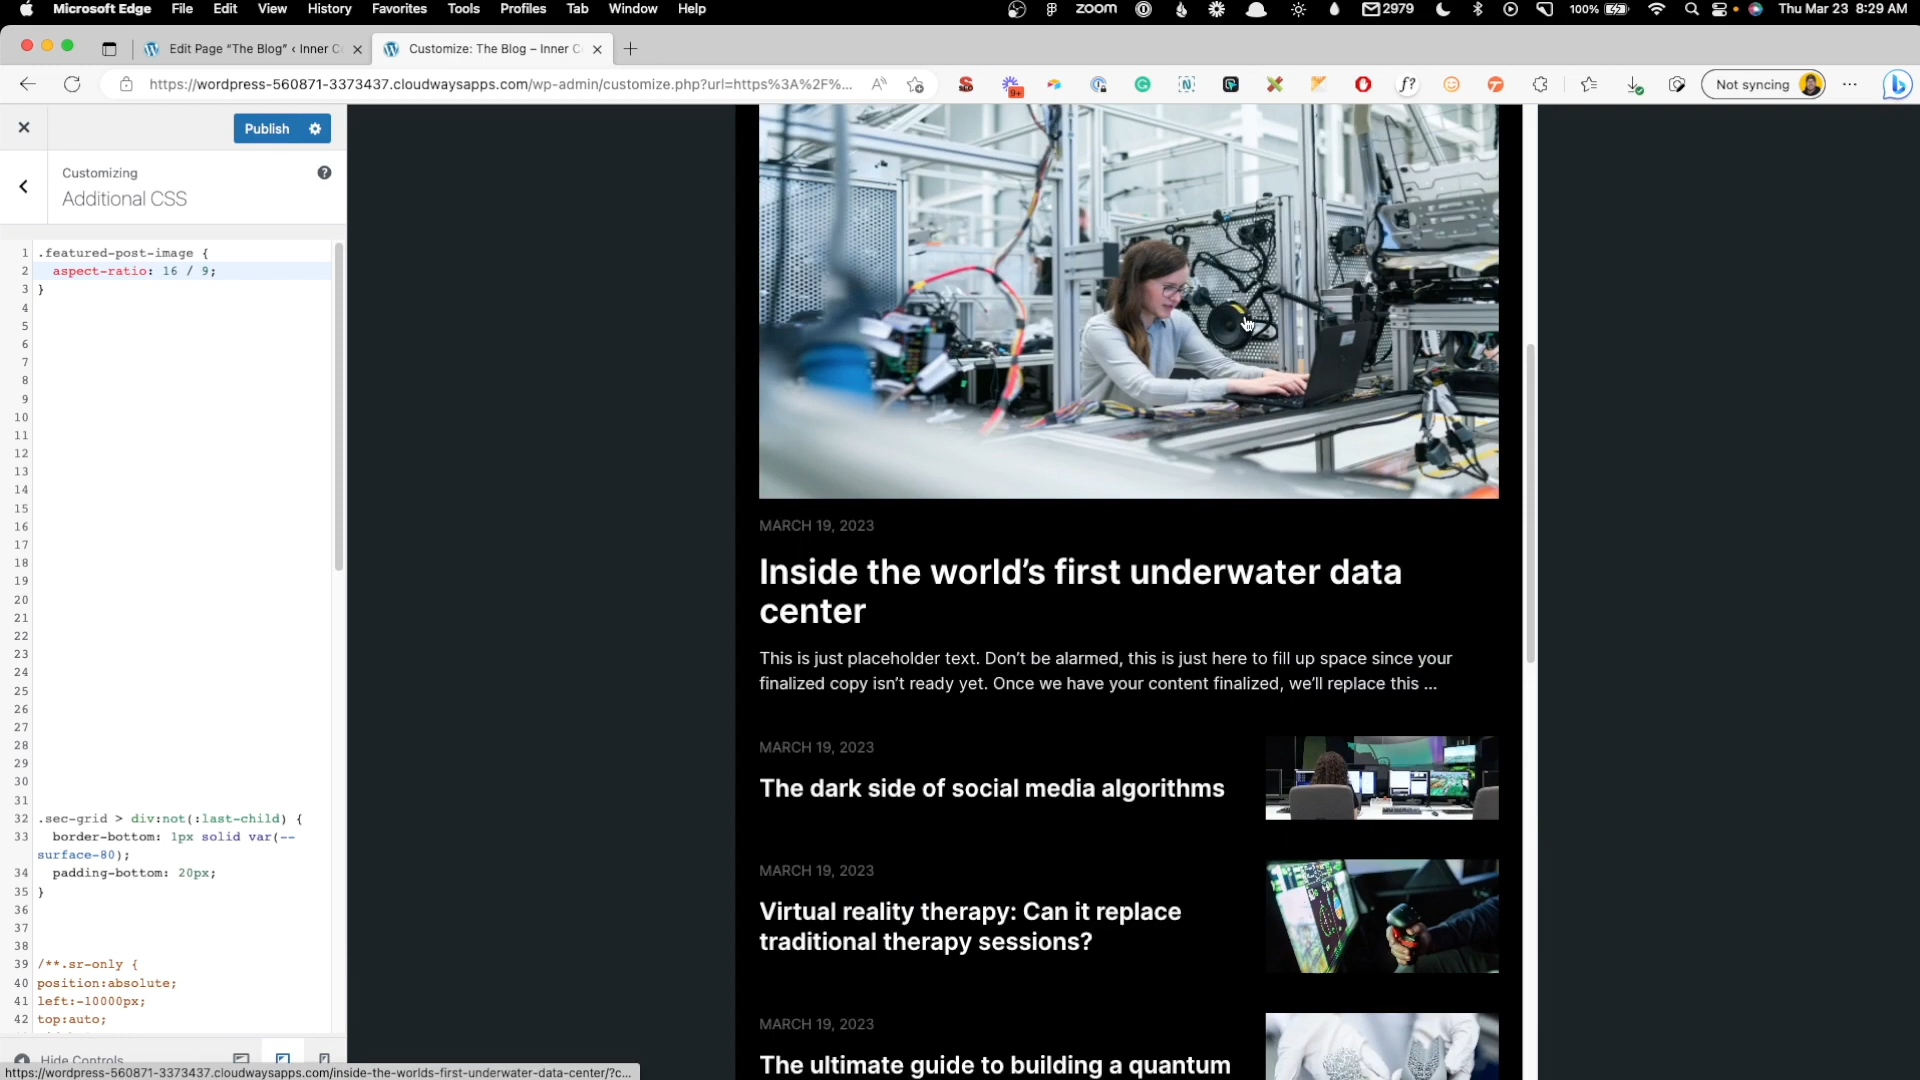 Microsoft Edge File Edit View History Favorites Tools Profiles Tab Window Help zoom 2979 100% Thu Mar 23 8:29 AM
Edit Page “The Blog” ‹ Inner C
Customize: The Blog – Inner C
https://wordpress-560871-3373437.cloudwaysapps.com/wp-admin/customize.php?url=https%3A%2F%...
9+
f?
Not syncing
Publish
Customizing
Additional CSS
1 .featured-post-image {
2 aspect-ratio: 16 / 9;
3 }
4
5
6
7
8
9
10
11
12
13
14
15
16
17
18
19
20
21
22
23
24
25
26
27
28
29
30
31
32 .sec-grid > div:not(:last-child) {
33 border-bottom: 1px solid var(--
surface-80);
34 padding-bottom: 20px;
35 }
36
37
38
39 /**.sr-only {
40 position:absolute;
41 left:-10000px;
42 top:auto;
Hide Controls
https://wordpress-560871-3373437.cloudwaysapps.com/inside-the-worlds-first-underwater-data-center/?c...
MARCH 19, 2023
Inside the world’s first underwater data
center
This is just placeholder text. Don’t be alarmed, this is just here to fill up space since your
finalized copy isn’t ready yet. Once we have your content finalized, we’ll replace this ...
MARCH 19, 2023
The dark side of social media algorithms
MARCH 19, 2023
Virtual reality therapy: Can it replace
traditional therapy sessions?
MARCH 19, 2023
The ultimate guide to building a quantum